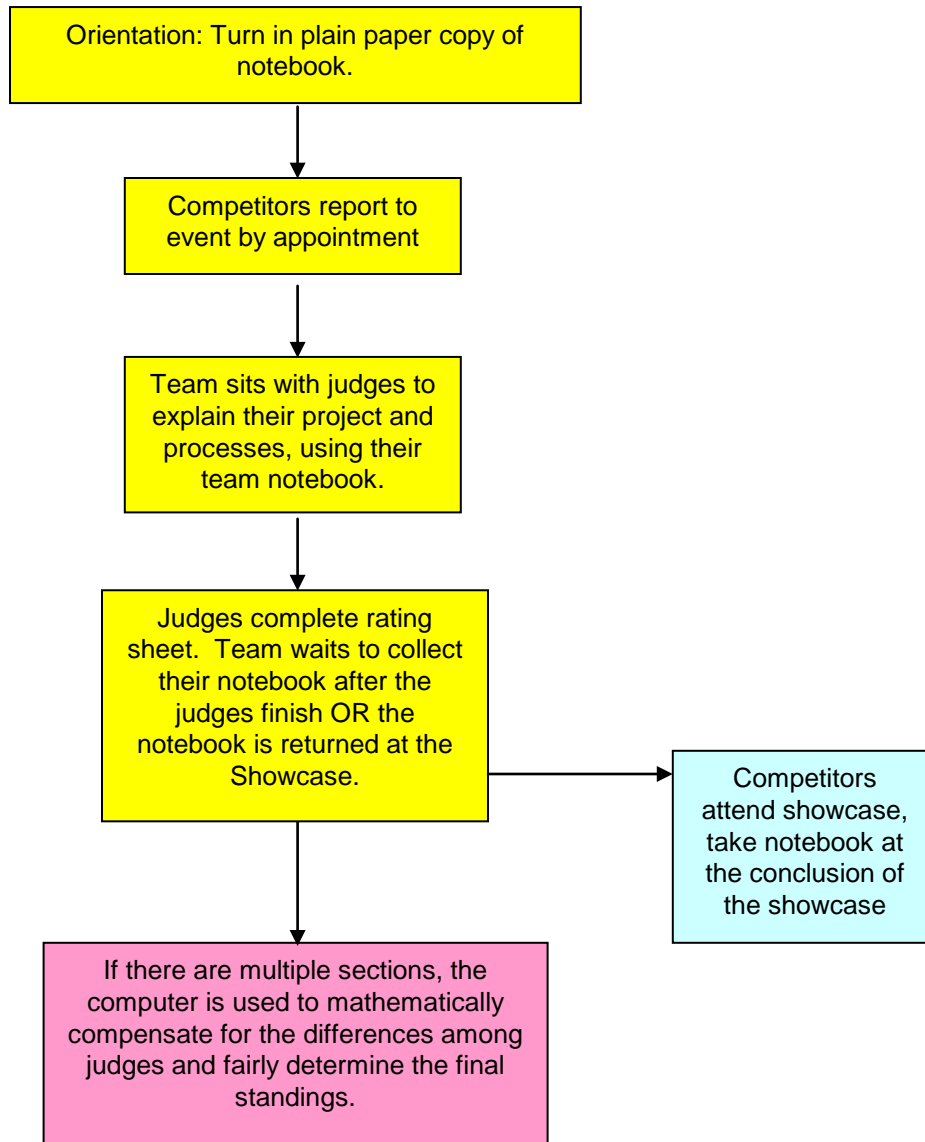 Orientation: Turn in plain paper copy of
notebook.
Competitors report to
event by appointment
Team sits with judges to
explain their project and
processes, using their
team notebook.
Judges complete rating
sheet.  Team waits to collect
their notebook after the
judges finish OR the
notebook is returned at the
Showcase.
Competitors
attend showcase,
take notebook at
the conclusion of
the showcase
If there are multiple sections, the
computer is used to mathematically
compensate for the differences among
judges and fairly determine the final
standings.